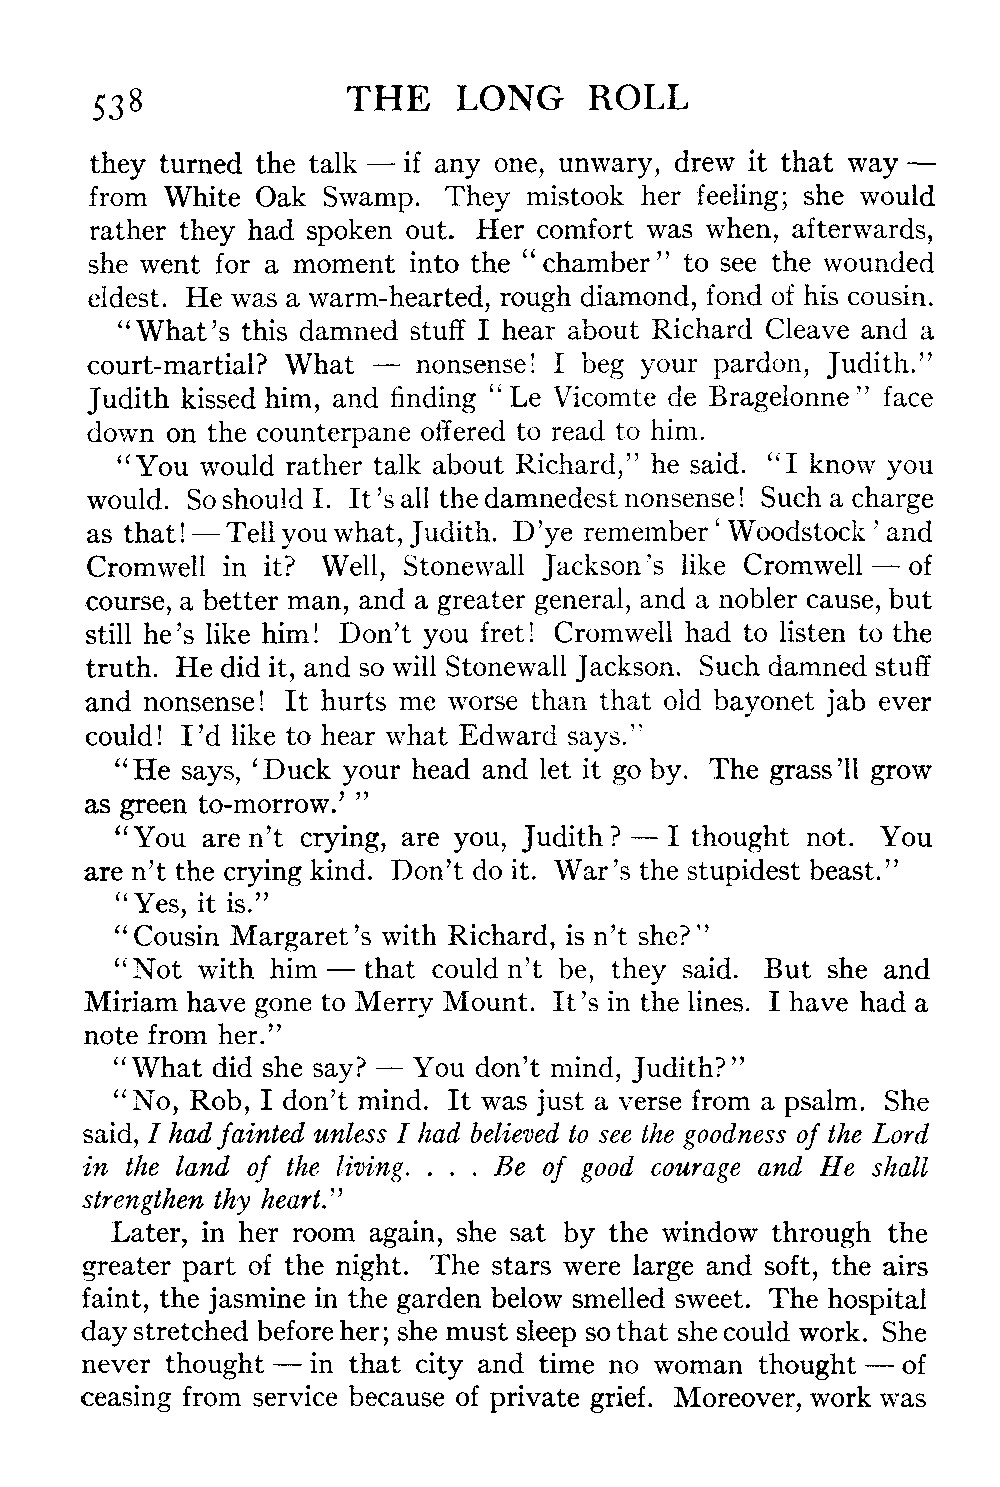 538 THE LONG ROLL
they turned the talk — if any one, unwary, drew it that way —
from White Oak Swamp. They mistook her feeling; she would
rather they had spoken out. Her comfort was when, afterwards,
she went for a moment into the “chamber” to see the wounded
eldest. He was a warm-hearted, rough diamond, fond of his cousin.
“What’s this damned stuff I hear about Richard Cleave and a
court-martial? What — nonsense! I beg your pardon, Judith.”
Judith kissed him, and finding “Le Vicomte de Bragelonne” face
down on the counterpane offered to read to him.
“You would rather talk about Richard,” he said. “I know you
would. So should I. It’s all the damnedest nonsense! Such a charge
as that! — Tell you what, Judith. D’ye remember ‘Woodstock’ and
Cromwell in it? Well, Stonewall Jackson’s like Cromwell — of
course, a better man, and a greater general, and a nobler cause, but
still he’s like him! Don’t you fret! Cromwell had to listen to the
truth. He did it, and so will Stonewall Jackson. Such damned stuff
and nonsense! It hurts me worse than that old bayonet jab ever
could! I’d like to hear what Edward says.”
“He says, ‘Duck your head and let it go by. The grass’ll grow
as green to-morrow.’ ”
“You are n’t crying, are you, Judith? — I thought not. You
are n’t the crying kind. Don’t do it. War’s the stupidest beast.”
“Yes, it is.”
“Cousin Margaret’s with Richard, is n’t she?”
“Not with him — that could n’t be, they said. But she and
Miriam have gone to Merry Mount. It’s in the lines. I have had a
note from her.”
“What did she say? — You don’t mind, Judith?”
“No, Rob, I don’t mind. It was just a verse from a psalm. She
said, I had fainted unless I had believed to see the goodness of the Lord
in the land of the living. . . . Be of good courage and He shall
strengthen thy heart.”
Later, in her room again, she sat by the window through the
greater part of the night. The stars were large and soft, the airs
faint, the jasmine in the garden below smelled sweet. The hospital
day stretched before her; she must sleep so that she could work. She
never thought — in that city and time no woman thought — of
ceasing from service because of private grief. Moreover, work was